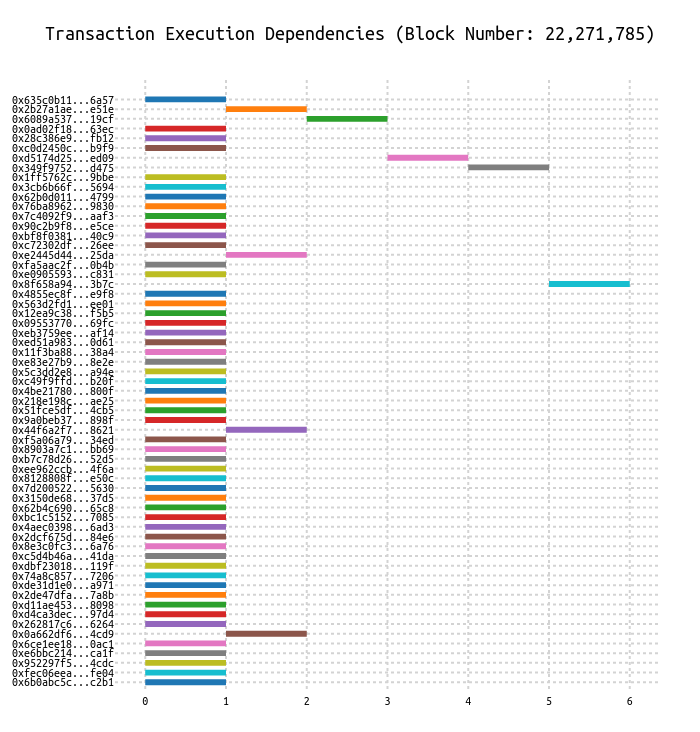 Transaction Execution Dependencies (Block Number: 22,271,785)
0x635c0b11...6a57
0x2b27a1ae...e51e
0x6089a537...19cf
0x0ad02f18...63ec
0x28c386e9...fb12
0xc0d2450c...b9f9
0xd5174d25...ed09
0x349f9752...d475
0x1ff5762c...9bbe
0x3cb6b66f...5694
0x62b0d011...4799
0x76ba8962...9830
0x7c4092f9...aaf3
0x90c2b9f8...e5ce
0xbf8f0381...40c9
0xc72302df...26ee
0xe2445d44...25da
0xfa5aac2f...0b4b
0xe0905593...c831
0x8f658a94...3b7c
0x4855ec8f...e9f8
0x563d2fd1...ee01
0x12ea9c38...f5b5
0x09553770...69fc
0xeb3759ee...af14
0xed51a983...0d61
0x11f3ba88...38a4
0xe83e27b9...8e2e
0x5c3dd2e8...a94e
0xc49f9ffd...b20f
0x4be21780...800f
0x218e198c...ae25
0x51fce5df...4cb5
0x9a0beb37...898f
0x44f6a2f7...8621
0xf5a06a79...34ed
0x8903a7c1...bb69
0xb7c78d26...52d5
0xee962ccb...4f6a
0x8128808f...e50c
0x7d200522...5630
0x3150de68...37d5
0x62b4c690...65c8
0xbc1c5152...7085
0x4aec0398...6ad3
0x2dcf675d...84e6
0x8e3c0fc3...6a76
0xc5d4b46a...41da
0xdbf23018...119f
0x74a8c857...7206
0xde31d1e0...a971
0x2de47dfa...7a8b
0xd11ae453...8098
0xd4ca3dec...97d4
0x262817c6...6264
0x0a662df6...4cd9
0x6ce1ee18...0ac1
0xe6bbc214...ca1f
0x952297f5...4cdc
0xfec06eea...fe04
0x6b0abc5c...c2b1
0 1 2 3 4 5 6